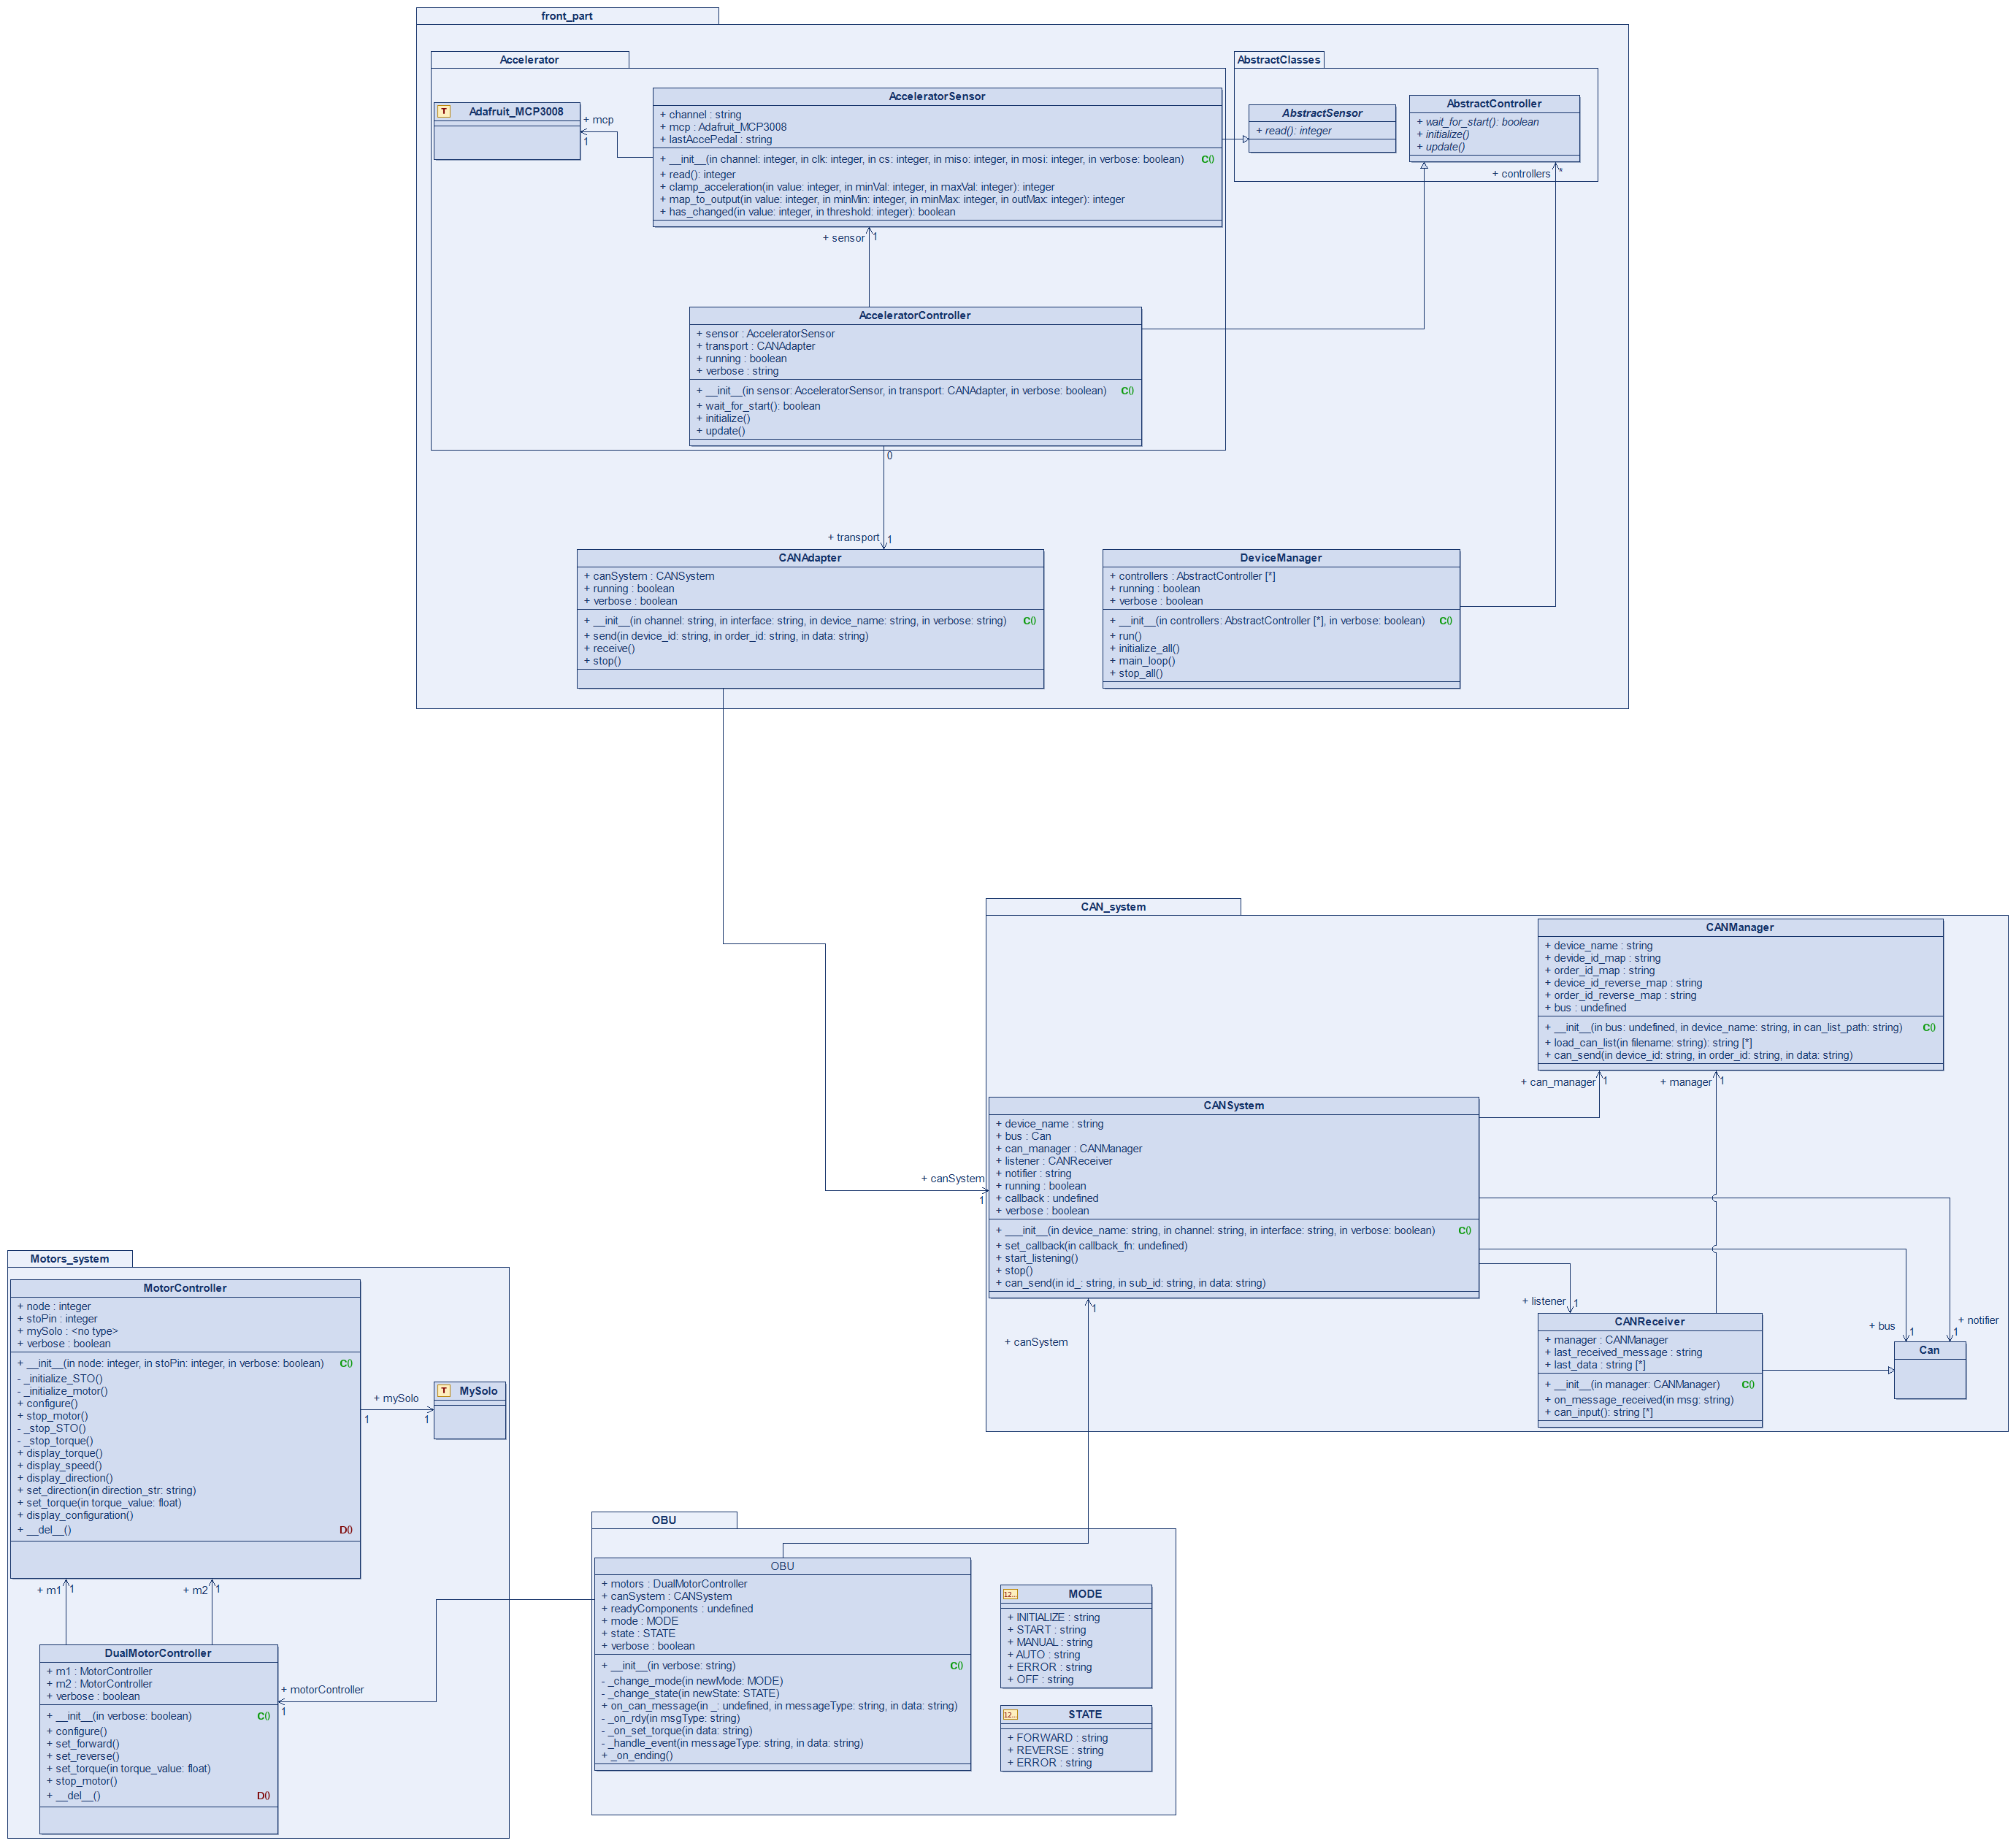 front_part
Accelerator
AbstractClasses
T Adafruit_MCP3008
+ mcp
1
AcceleratorSensor
+ channel : string
+ mcp : Adafruit_MCP3008
+ lastAccePedal : string
+ __init__(in channel: integer, in clk: integer, in cs: integer, in miso: integer, in mosi: integer, in verbose: boolean) C()
+ read(): integer
+ clamp_acceleration(in value: integer, in minVal: integer, in maxVal: integer): integer
+ map_to_output(in value: integer, in minMin: integer, in minMax: integer, in outMax: integer): integer
+ has_changed(in value: integer, in threshold: integer): boolean
AbstractSensor
+ read(): integer
AbstractController
+ wait_for_start(): boolean
+ initialize()
+ update()
+ controllers
*
+ sensor
1
AcceleratorController
+ sensor : AcceleratorSensor
+ transport : CANAdapter
+ running : boolean
+ verbose : string
+ __init__(in sensor: AcceleratorSensor, in transport: CANAdapter, in verbose: boolean) C()
+ wait_for_start(): boolean
+ initialize()
+ update()
0
+ transport
1
CANAdapter
+ canSystem : CANSystem
+ running : boolean
+ verbose : boolean
+ __init__(in channel: string, in interface: string, in device_name: string, in verbose: string) C()
+ send(in device_id: string, in order_id: string, in data: string)
+ receive()
+ stop()
DeviceManager
+ controllers : AbstractController [*]
+ running : boolean
+ verbose : boolean
+ __init__(in controllers: AbstractController [*], in verbose: boolean) C()
+ run()
+ initialize_all()
+ main_loop()
+ stop_all()
CAN_system
CANManager
+ device_name : string
+ devide_id_map : string
+ order_id_map : string
+ device_id_reverse_map : string
+ order_id_reverse_map : string
+ bus : undefined
+ __init__(in bus: undefined, in device_name: string, in can_list_path: string) C()
+ load_can_list(in filename: string): string [*]
+ can_send(in device_id: string, in order_id: string, in data: string)
+ can_manager
1
+ manager
1
CANSystem
+ device_name : string
+ bus : Can
+ can_manager : CANManager
+ listener : CANReceiver
+ notifier : string
+ running : boolean
+ callback : undefined
+ verbose : boolean
+ ___init__(in device_name: string, in channel: string, in interface: string, in verbose: boolean) C()
+ set_callback(in callback_fn: undefined)
+ start_listening()
+ stop()
+ can_send(in id_: string, in sub_id: string, in data: string)
+ canSystem
1
+ canSystem
1
+ listener
1
CANReceiver
+ manager : CANManager
+ last_received_message : string
+ last_data : string [*]
+ __init__(in manager: CANManager) C()
+ on_message_received(in msg: string)
+ can_input(): string [*]
+ bus
1
+ notifier
1
Can
Motors_system
MotorController
+ node : integer
+ stoPin : integer
+ mySolo : <no type>
+ verbose : boolean
+ __init__(in node: integer, in stoPin: integer, in verbose: boolean) C()
- _initialize_STO()
- _initialize_motor()
+ configure()
+ stop_motor()
- _stop_STO()
- _stop_torque()
+ display_torque()
+ display_speed()
+ display_direction()
+ set_direction(in direction_str: string)
+ set_torque(in torque_value: float)
+ display_configuration()
+ __del__() D()
+ mySolo
1
1
T MySolo
+ m1
1
+ m2
1
DualMotorController
+ m1 : MotorController
+ m2 : MotorController
+ verbose : boolean
+ __init__(in verbose: boolean) C()
+ configure()
+ set_forward()
+ set_reverse()
+ set_torque(in torque_value: float)
+ stop_motor()
+ __del__() D()
+ motorController
1
OBU
OBU
+ motors : DualMotorController
+ canSystem : CANSystem
+ readyComponents : undefined
+ mode : MODE
+ state : STATE
+ verbose : boolean
+ __init__(in verbose: string) C()
- _change_mode(in newMode: MODE)
- _change_state(in newState: STATE)
+ on_can_message(in _: undefined, in messageType: string, in data: string)
- _on_rdy(in msgType: string)
- _on_set_torque(in data: string)
- _handle_event(in messageType: string, in data: string)
+ _on_ending()
12... MODE
+ INITIALIZE : string
+ START : string
+ MANUAL : string
+ AUTO : string
+ ERROR : string
+ OFF : string
12... STATE
+ FORWARD : string
+ REVERSE : string
+ ERROR : string